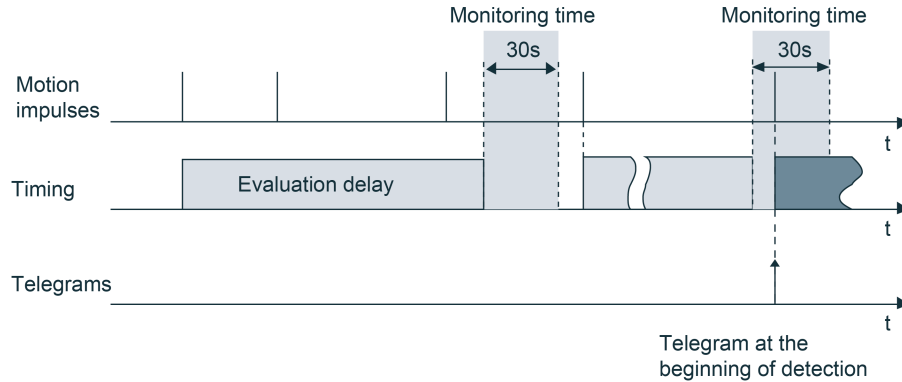 Monitoring time
Monitoring time
30s
30s
Motion
impulses
t
Timing
Evaluation delay
t
Telegrams
t
Telegram at the
beginning of detection